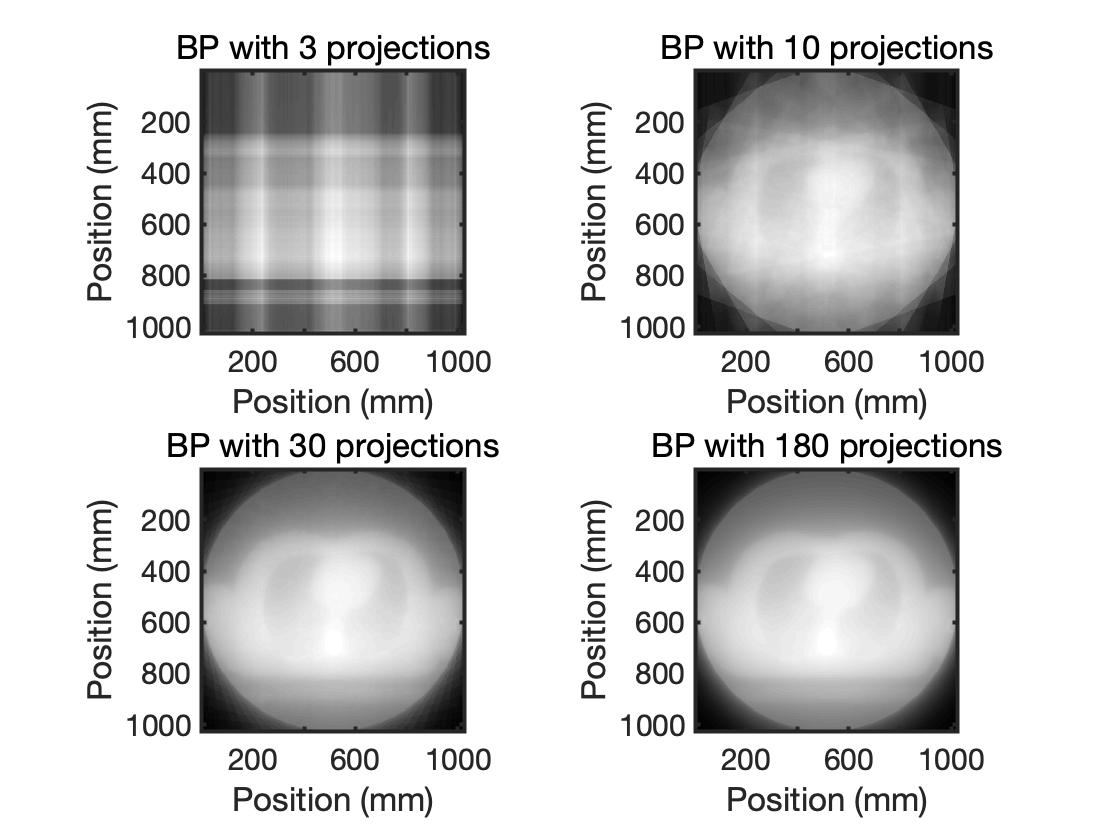 BP with 3 projections
Position (mm)
200
400
600
800
1000
200 600 1000
Position (mm)
BP with 10 projections
Position (mm)
200
400
600
800
1000
200 600 1000
Position (mm)
BP with 30 projections
Position (mm)
200
400
600
800
1000
200 600 1000
Position (mm)
BP with 180 projections
Position (mm)
200
400
600
800
1000
200 600 1000
Position (mm)